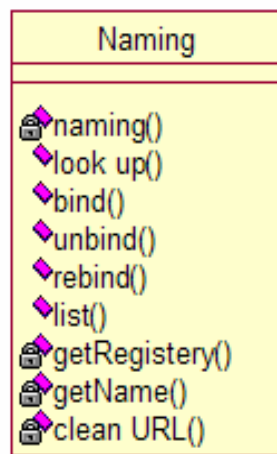 Naming
naming()
look up()
bind()
unbind()
rebind()
list()
getRegistery()
getName()
clean URL()